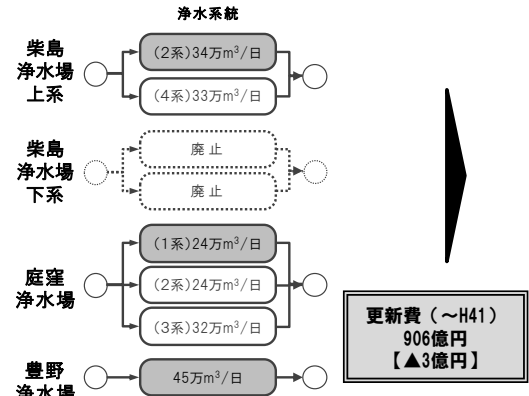 浄水系統
柴島
浄水場
上系
(2系)34万m³/日
(4系)33万m³/日
柴島
浄水場
下系
廃止
廃止
庭窪
浄水場
(1系)24万m³/日
(2系)24万m³/日
(3系)32万m³/日
更新費（～H41）
906億円
【▲3億円】
豊野
浄水場
45万m³/日